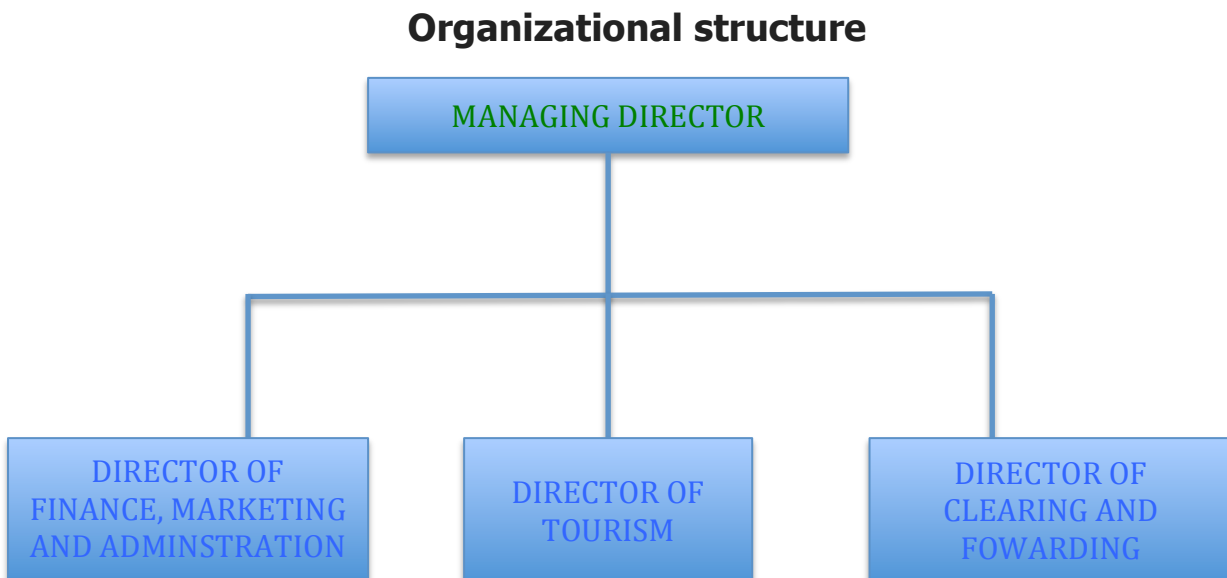 Organizational structure
MANAGING DIRECTOR
DIRECTOR OF
FINANCE, MARKETING
AND ADMINSTRATION
DIRECTOR OF
TOURISM
DIRECTOR OF
CLEARING AND
FOWARDING